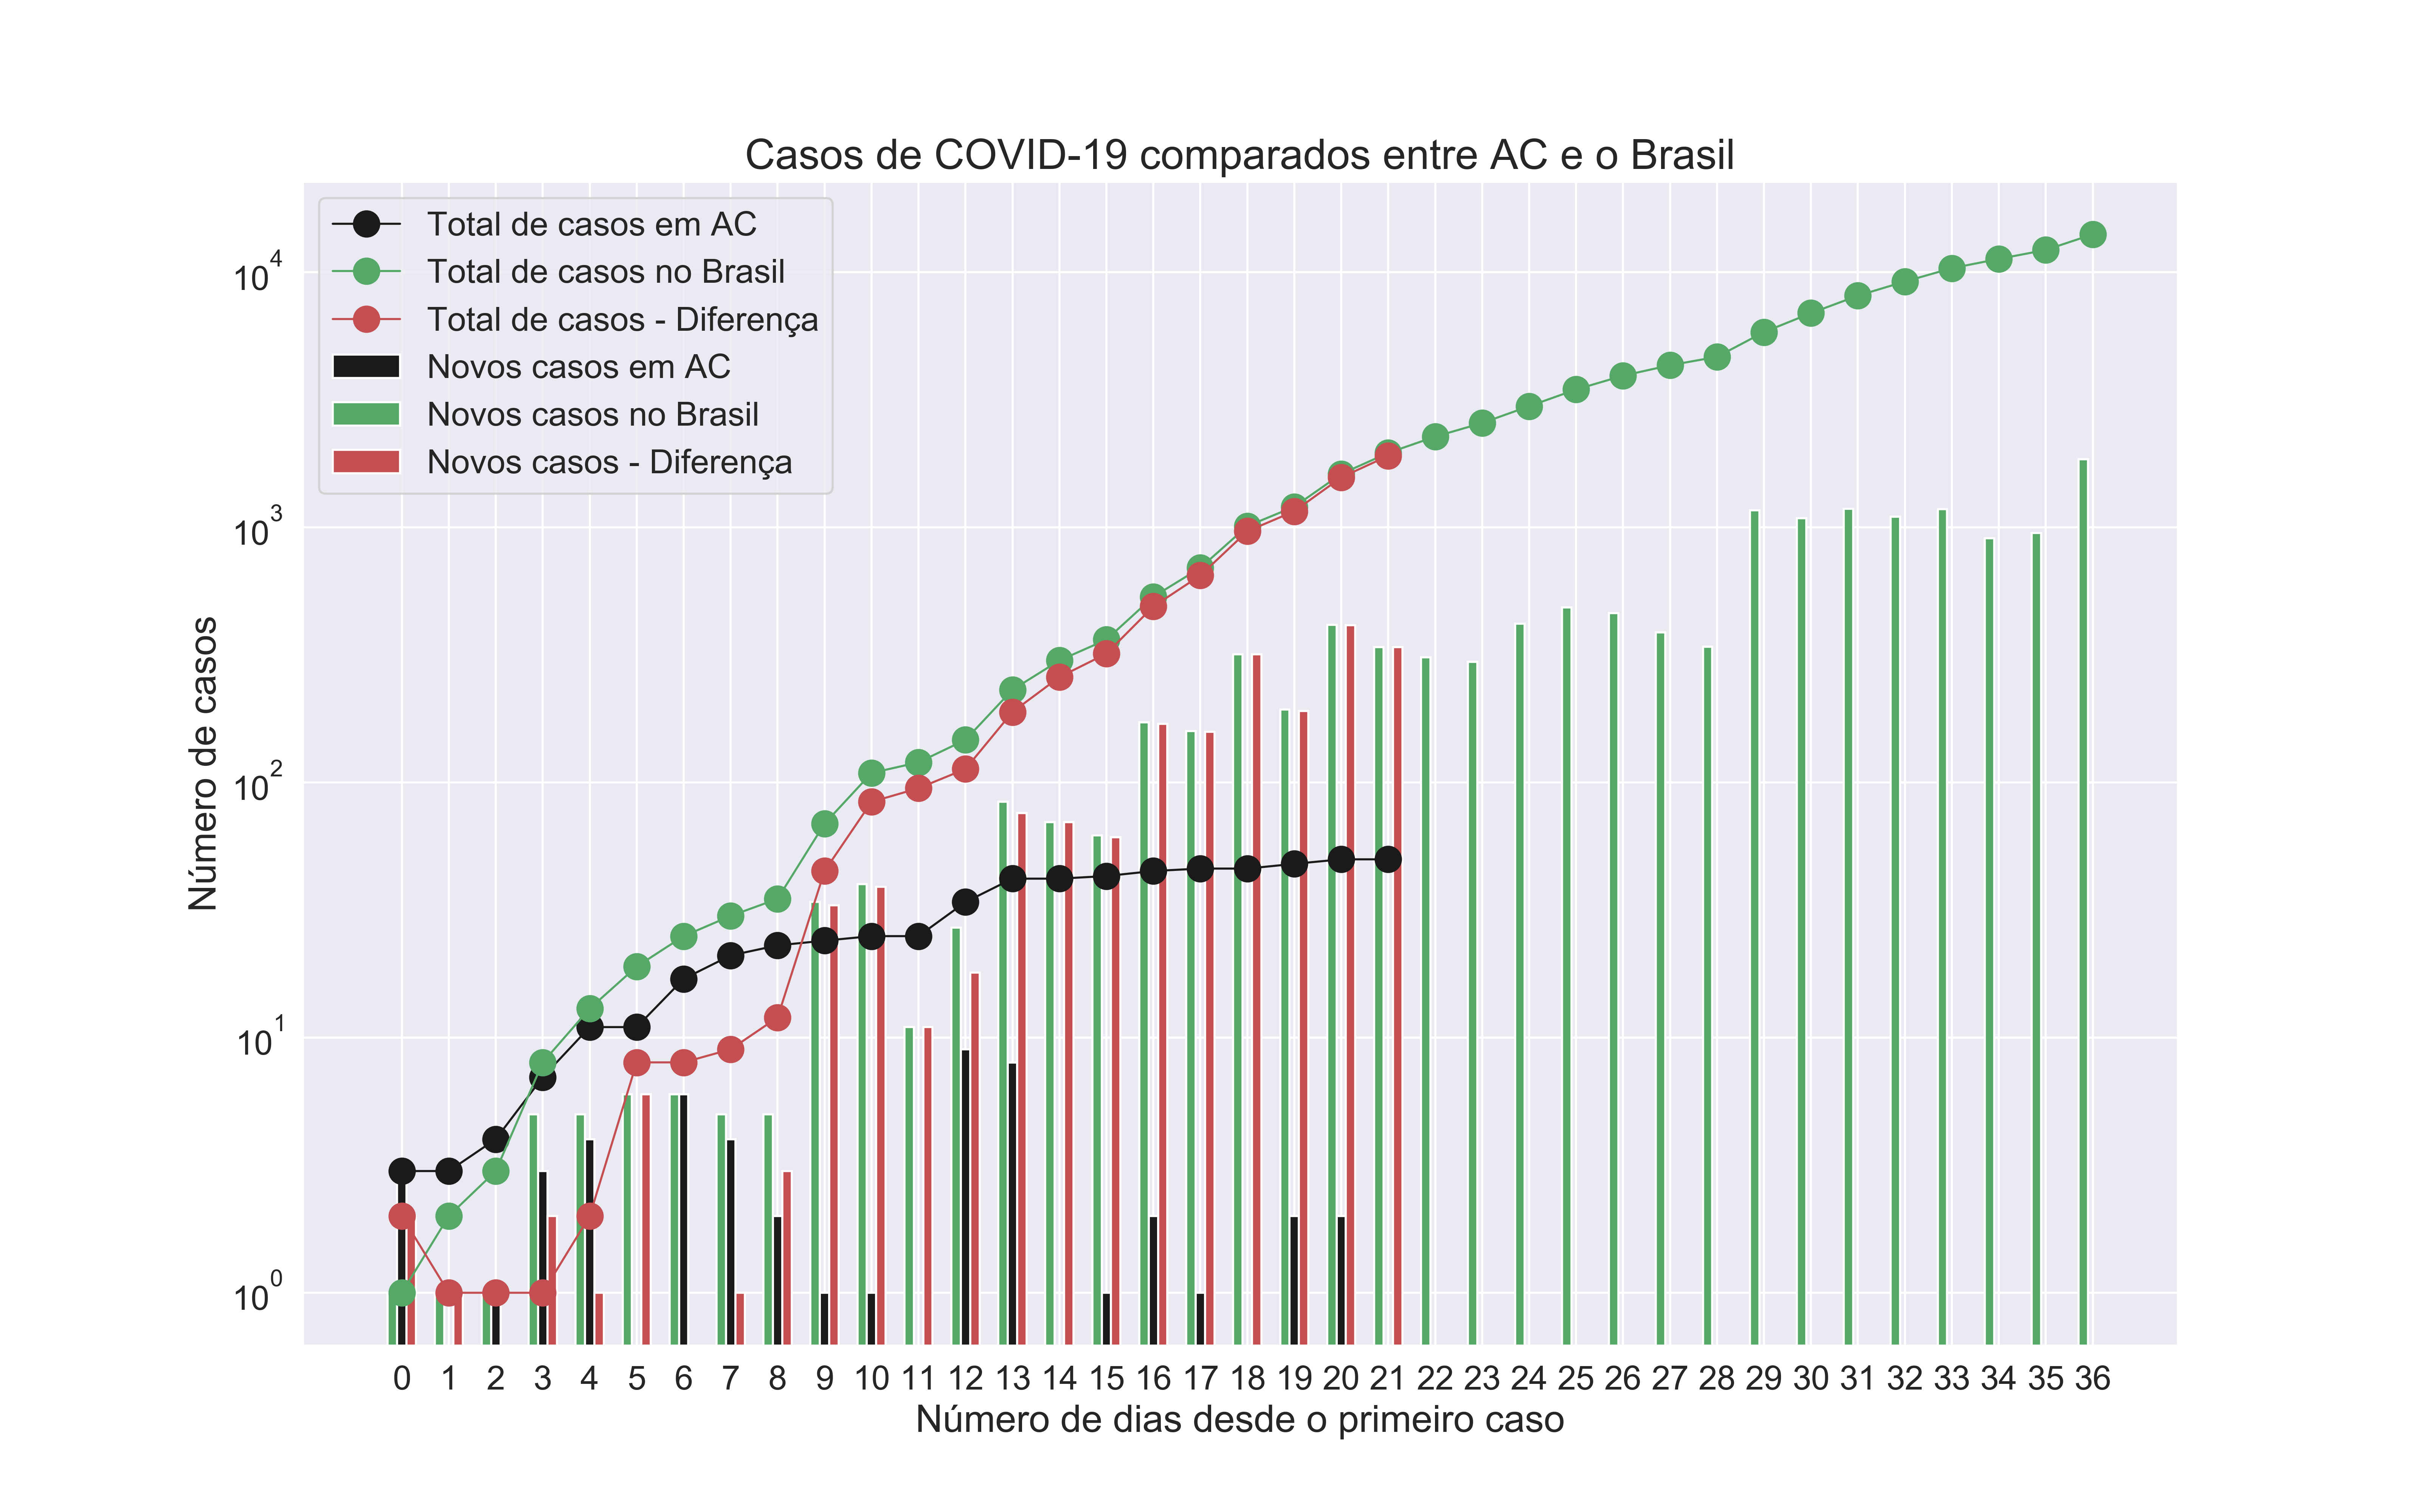 Casos de COVID-19 comparados entre AC e o Brasil
Total de casos em AC
Total de casos no Brasil
Total de casos - Diferença
Novos casos em AC
Novos casos no Brasil
Novos casos - Diferença
10^4
10^3
10^2
10^1
10^0
Número de casos
0 1 2 3 4 5 6 7 8 9 10 11 12 13 14 15 16 17 18 19 20 21 22 23 24 25 26 27 28 29 30 31 32 33 34 35 36
Número de dias desde o primeiro caso